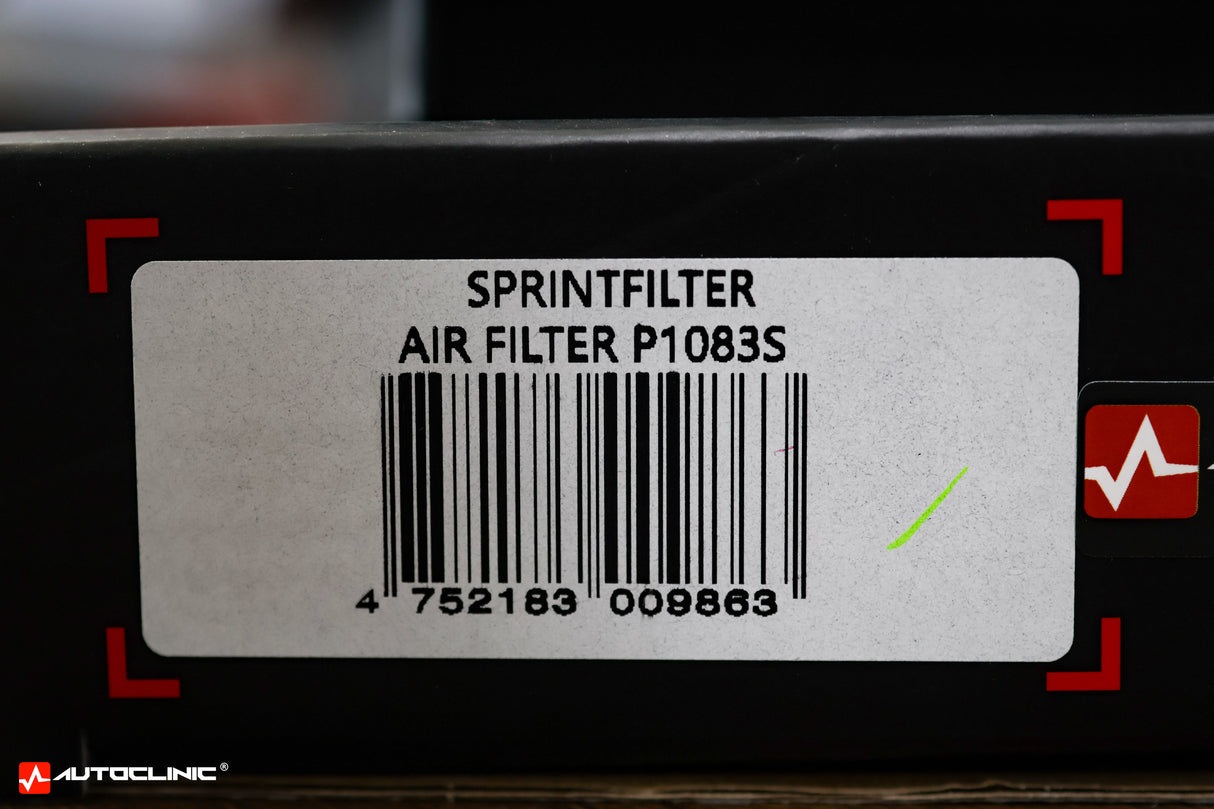 SPRINTFILTER
AIR FILTER P1083S
4 752183 009863
AUTOCLINIC®